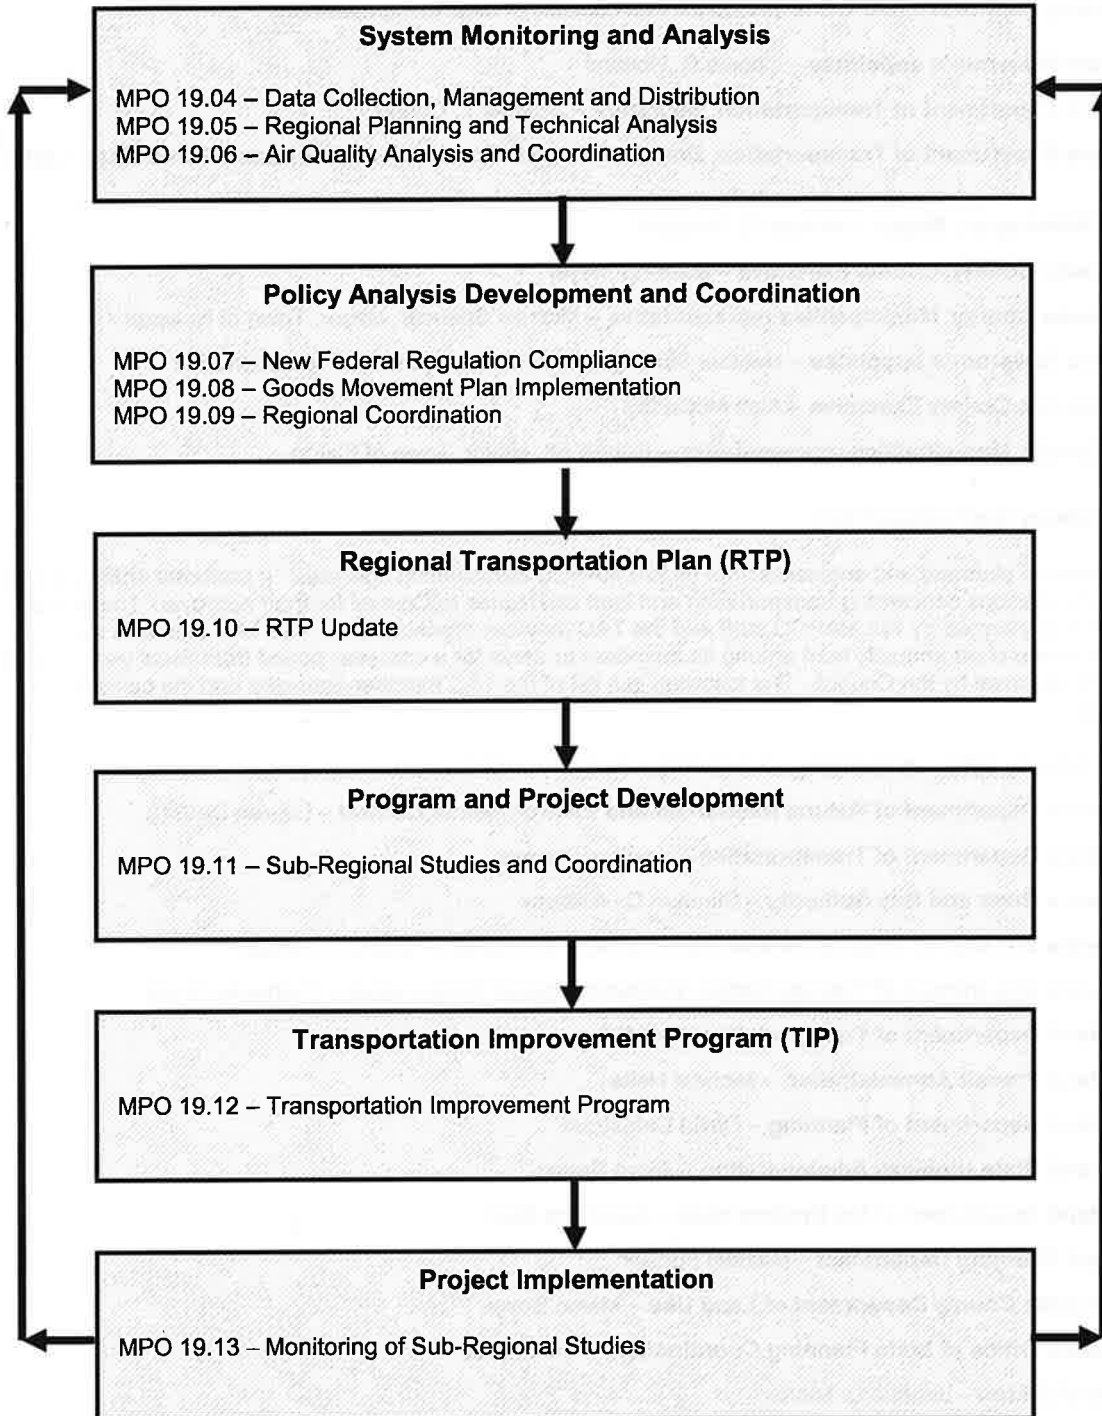 System Monitoring and Analysis
MPO 19.04 – Data Collection, Management and Distribution
MPO 19.05 – Regional Planning and Technical Analysis
MPO 19.06 – Air Quality Analysis and Coordination
Policy Analysis Development and Coordination
MPO 19.07 – New Federal Regulation Compliance
MPO 19.08 – Goods Movement Plan Implementation
MPO 19.09 – Regional Coordination
Regional Transportation Plan (RTP)
MPO 19.10 – RTP Update
Program and Project Development
MPO 19.11 – Sub-Regional Studies and Coordination
Transportation Improvement Program (TIP)
MPO 19.12 – Transportation Improvement Program
Project Implementation
MPO 19.13 – Monitoring of Sub-Regional Studies